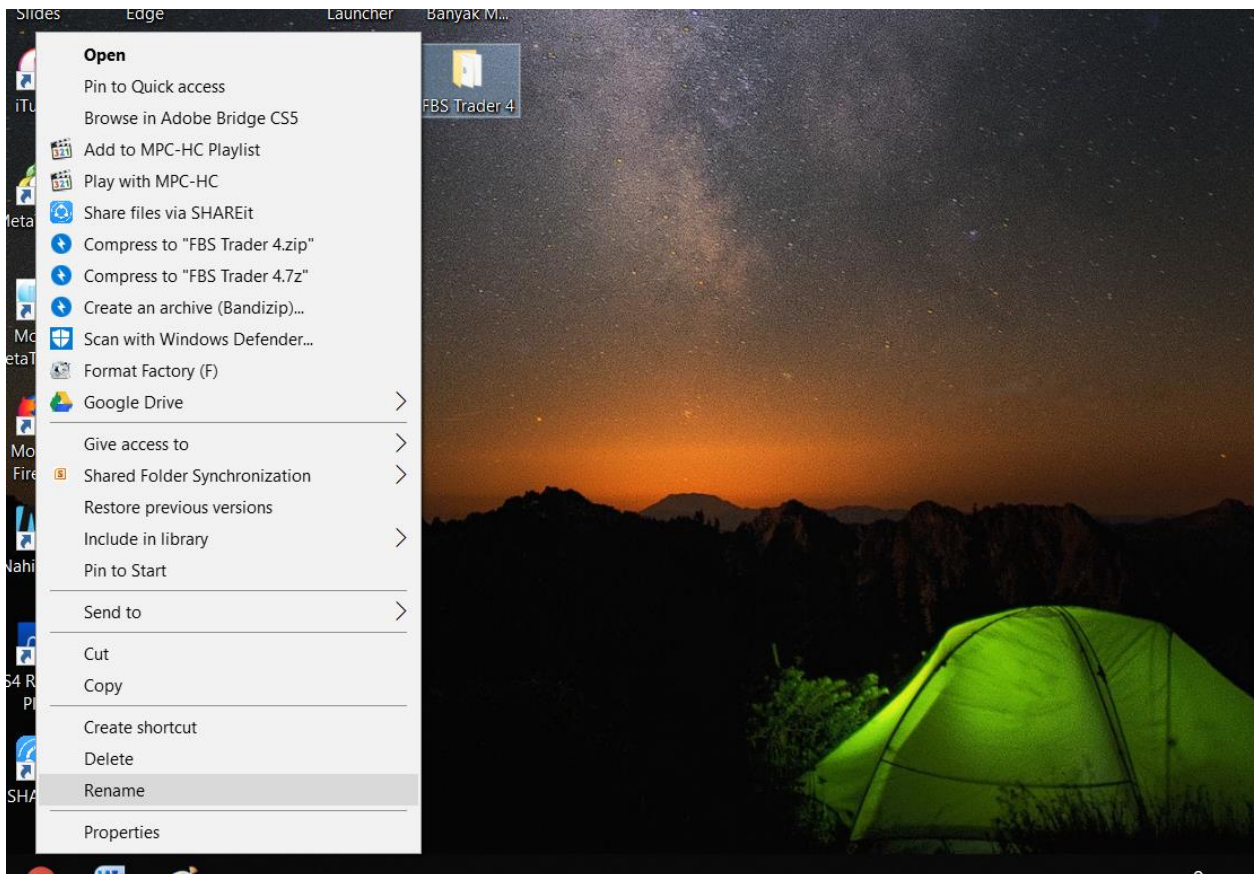 Slides
Edge
Launcher
Banyak M...
Open
Pin to Quick access
Browse in Adobe Bridge CS5
Add to MPC-HC Playlist
Play with MPC-HC
Share files via SHAREit
Compress to "FBS Trader 4.zip"
Compress to "FBS Trader 4.7z"
Create an archive (Bandizip)...
Scan with Windows Defender...
Format Factory (F)
Google Drive
Give access to
Shared Folder Synchronization
Restore previous versions
Include in library
Pin to Start
Send to
Cut
Copy
Create shortcut
Delete
Rename
Properties
FBS Trader 4